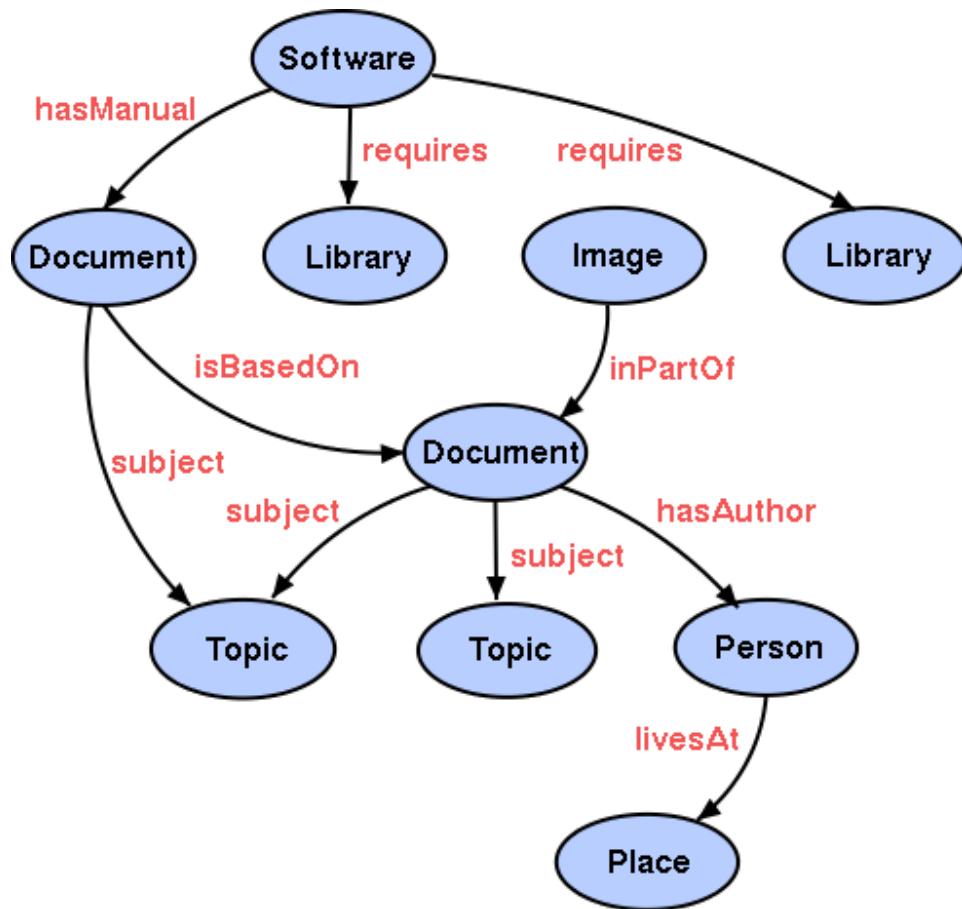 Software
hasManual
requires
requires
Document
Library
Image
Library
isBasedOn
inPartOf
Document
subject
subject
hasAuthor
subject
Topic
Topic
Person
livesAt
Place